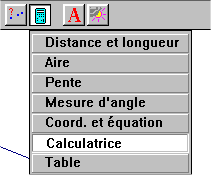 A
Distance et longueur
Aire
Pente
Mesure d'angle
Coord. et équation
Calculatrice
Table